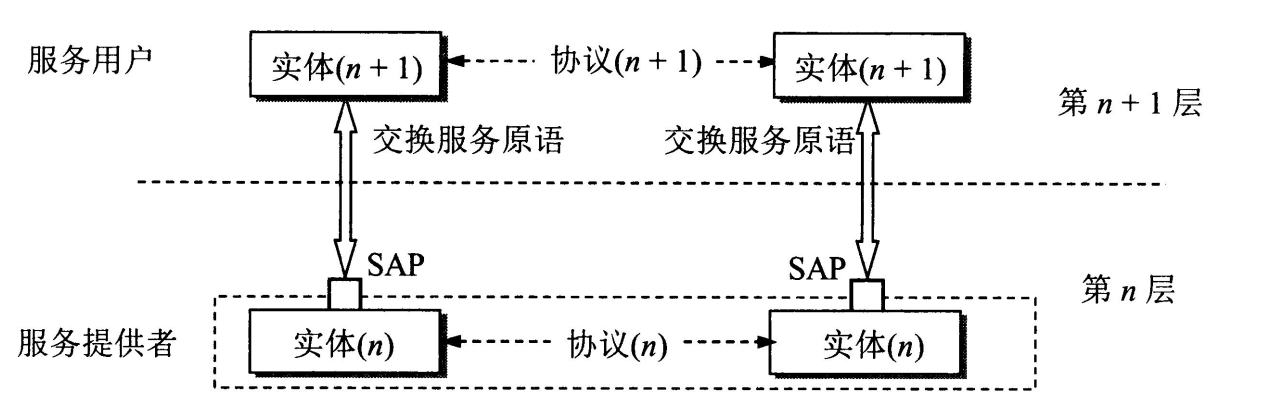 服务用户
实体(n + 1)
协议(n + 1)
实体(n + 1)
第 n + 1 层
交换服务原语
交换服务原语
SAP
SAP
第 n 层
服务提供者
实体(n)
协议(n)
实体(n)